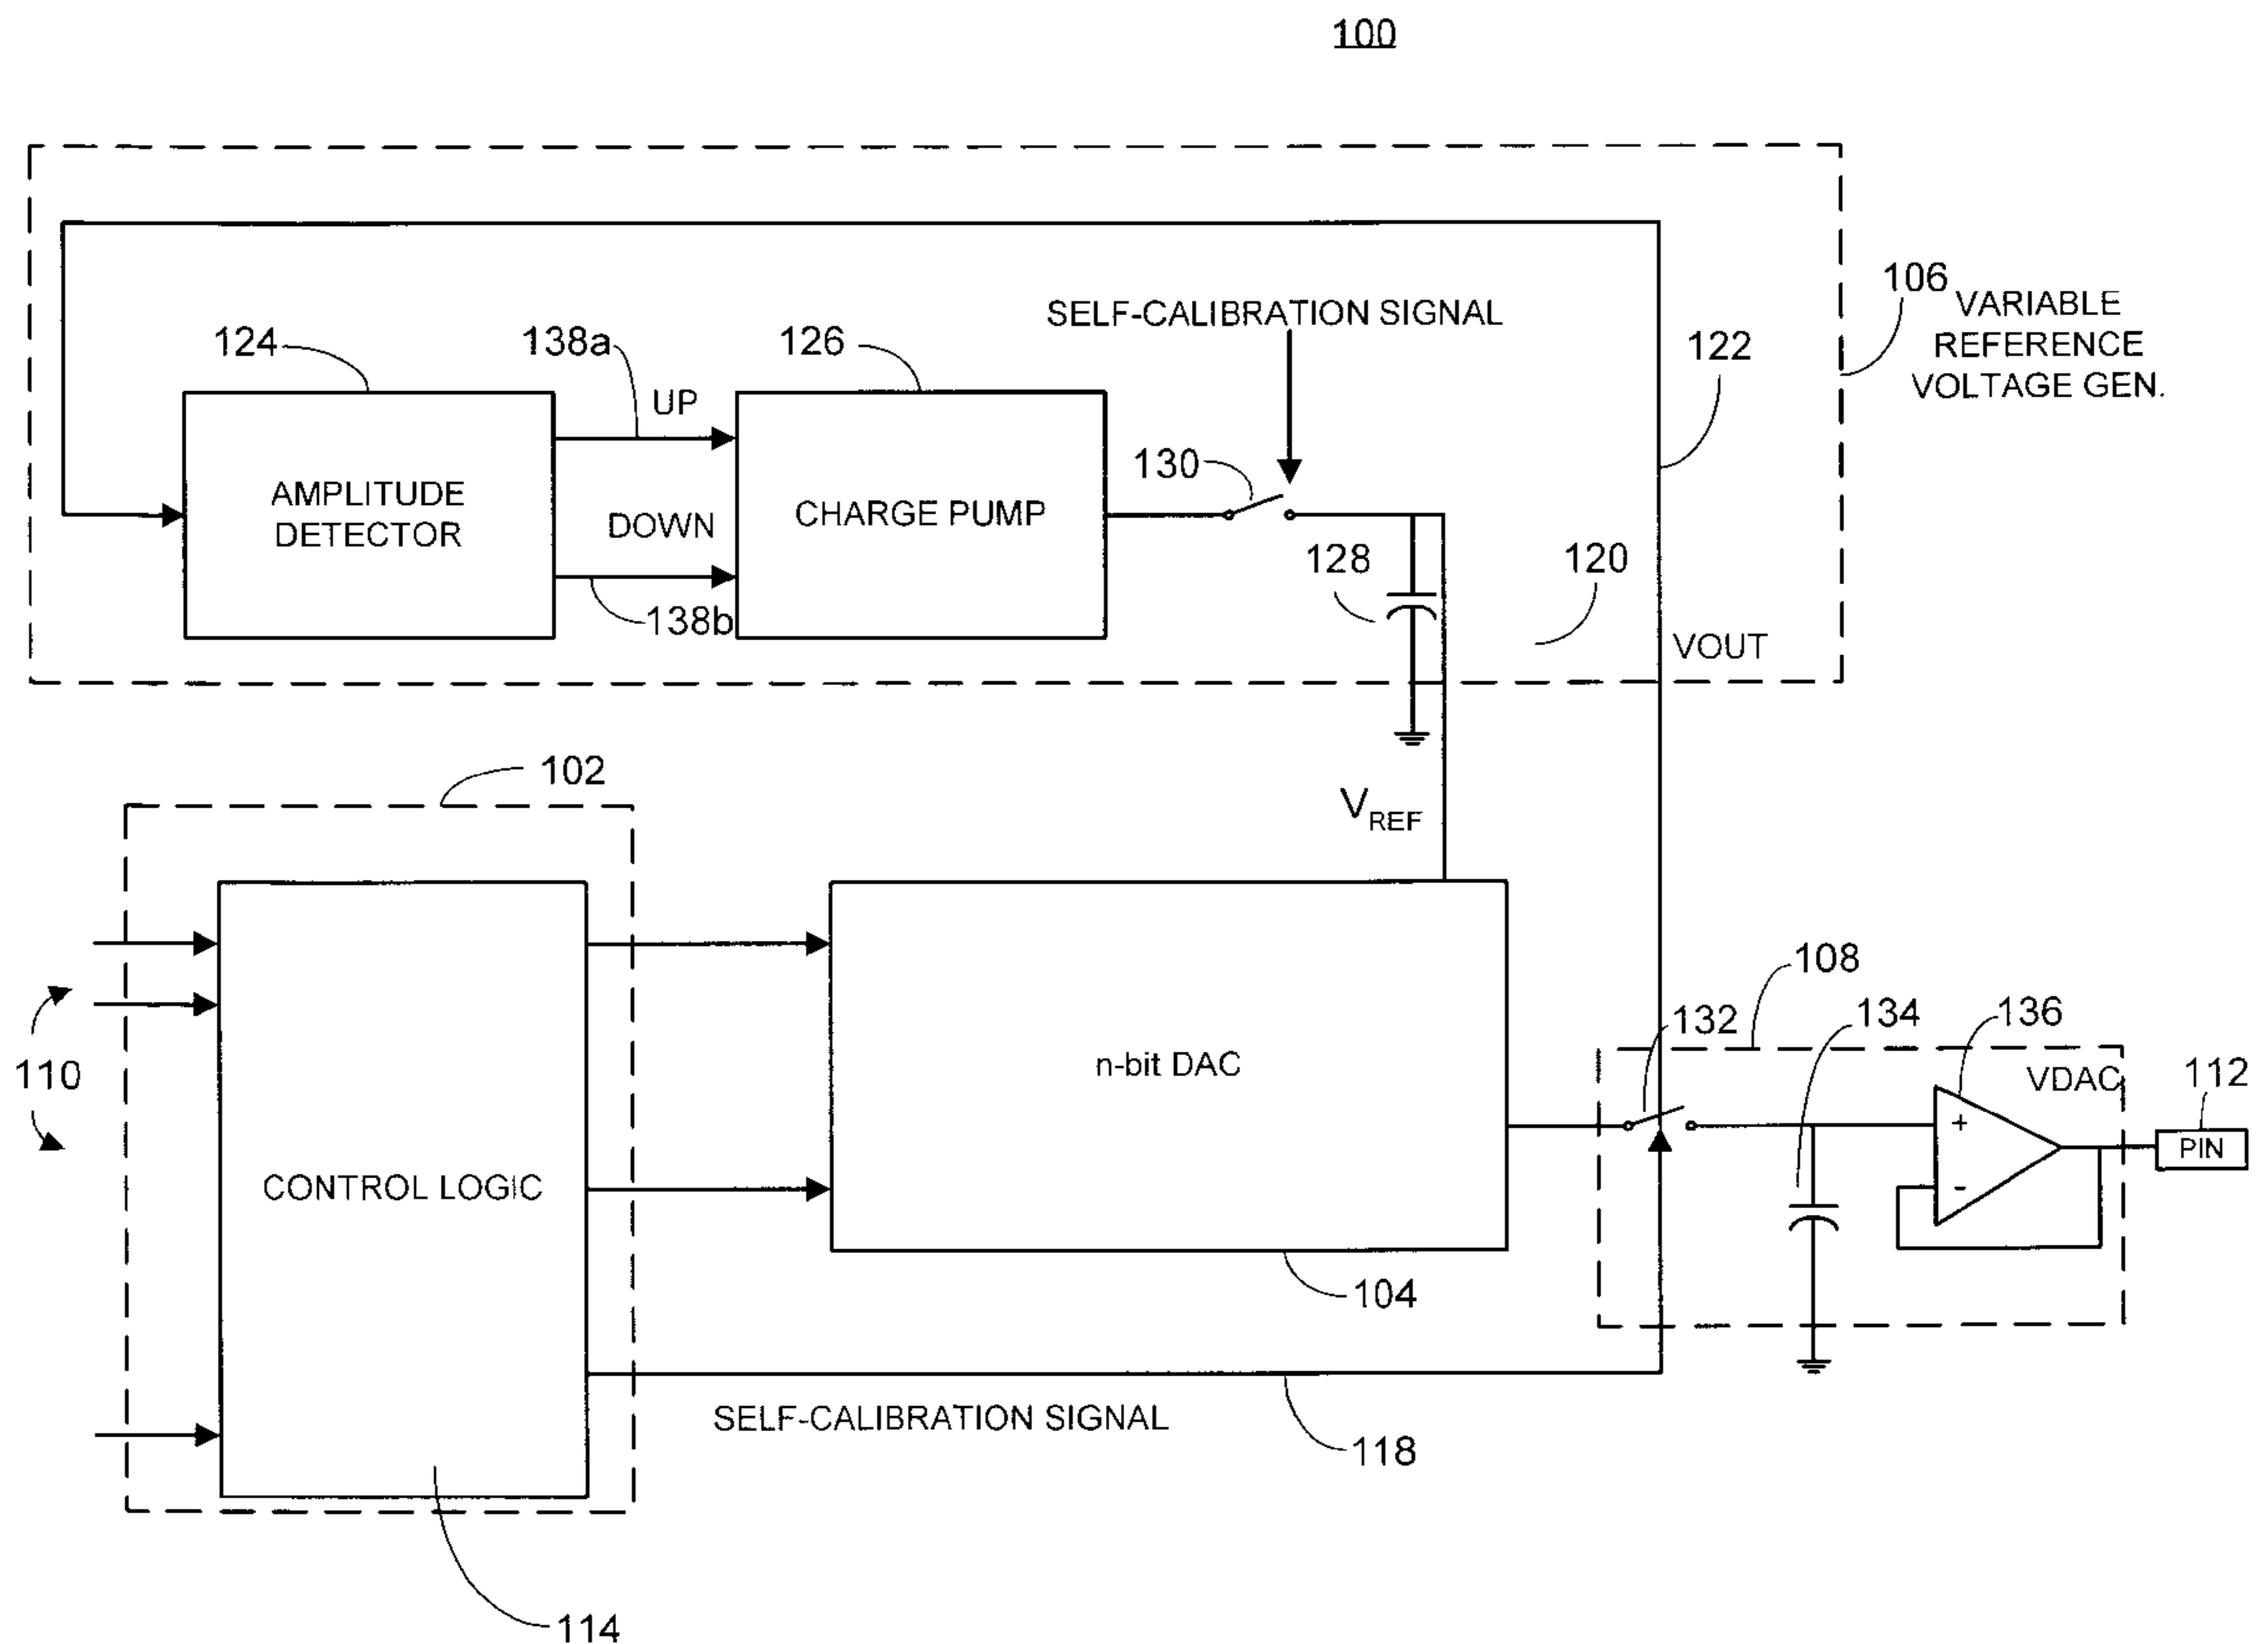 100
106
VARIABLE
REFERENCE
VOLTAGE GEN.
SELF-CALIBRATION SIGNAL
124
138a
126
122
UP
130
AMPLITUDE
DETECTOR
DOWN
CHARGE PUMP
128
120
138b
VOUT
102
VREF
108
132
134
136
110
n-bit DAC
VDAC
112
+
PIN
CONTROL LOGIC
-
104
SELF-CALIBRATION SIGNAL
118
114